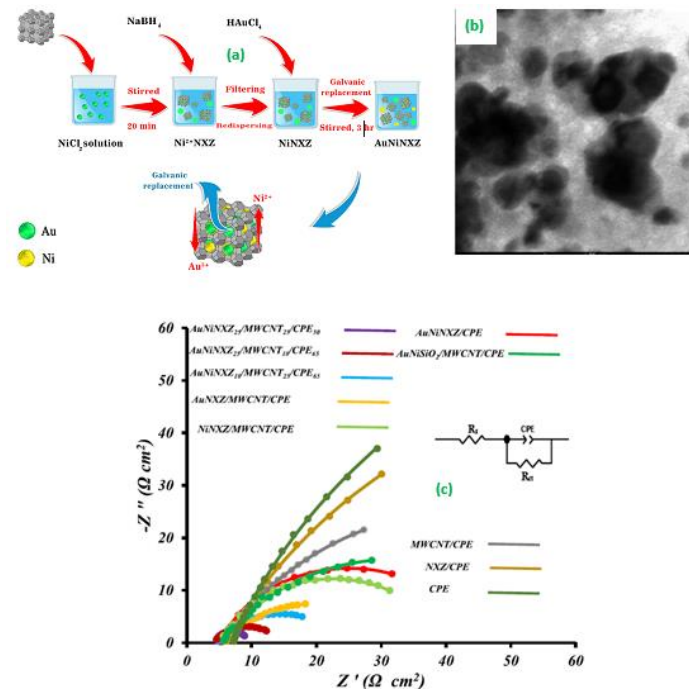 NaBH4
HAuCl4
(a)
Stirred
20 min
Filtering
Redispersing
Galvanic
replacement
Stirred, 3 hr
NiCl2 solution
Ni2+NXZ
NiNXZ
AuNiNXZ
Galvanic
replacement
Ni2+
Au3+
Au
Ni
(b)
AuNiNXZ25/MWCNT25/CPE50
AuNiNXZ25/MWCNT10/CPE65
AuNiNXZ10/MWCNT25/CPE65
AuNXZ/MWCNT/CPE
NiNXZ/MWCNT/CPE
AuNiNXZ/CPE
AuNiSiO2/MWCNT/CPE
CPE
(c)
MWCNT/CPE
NXZ/CPE
CPE
-Z '' (Ω cm2)
60
50
40
30
20
10
0
0 10 20 30 40 50 60
Z ' (Ω cm2)